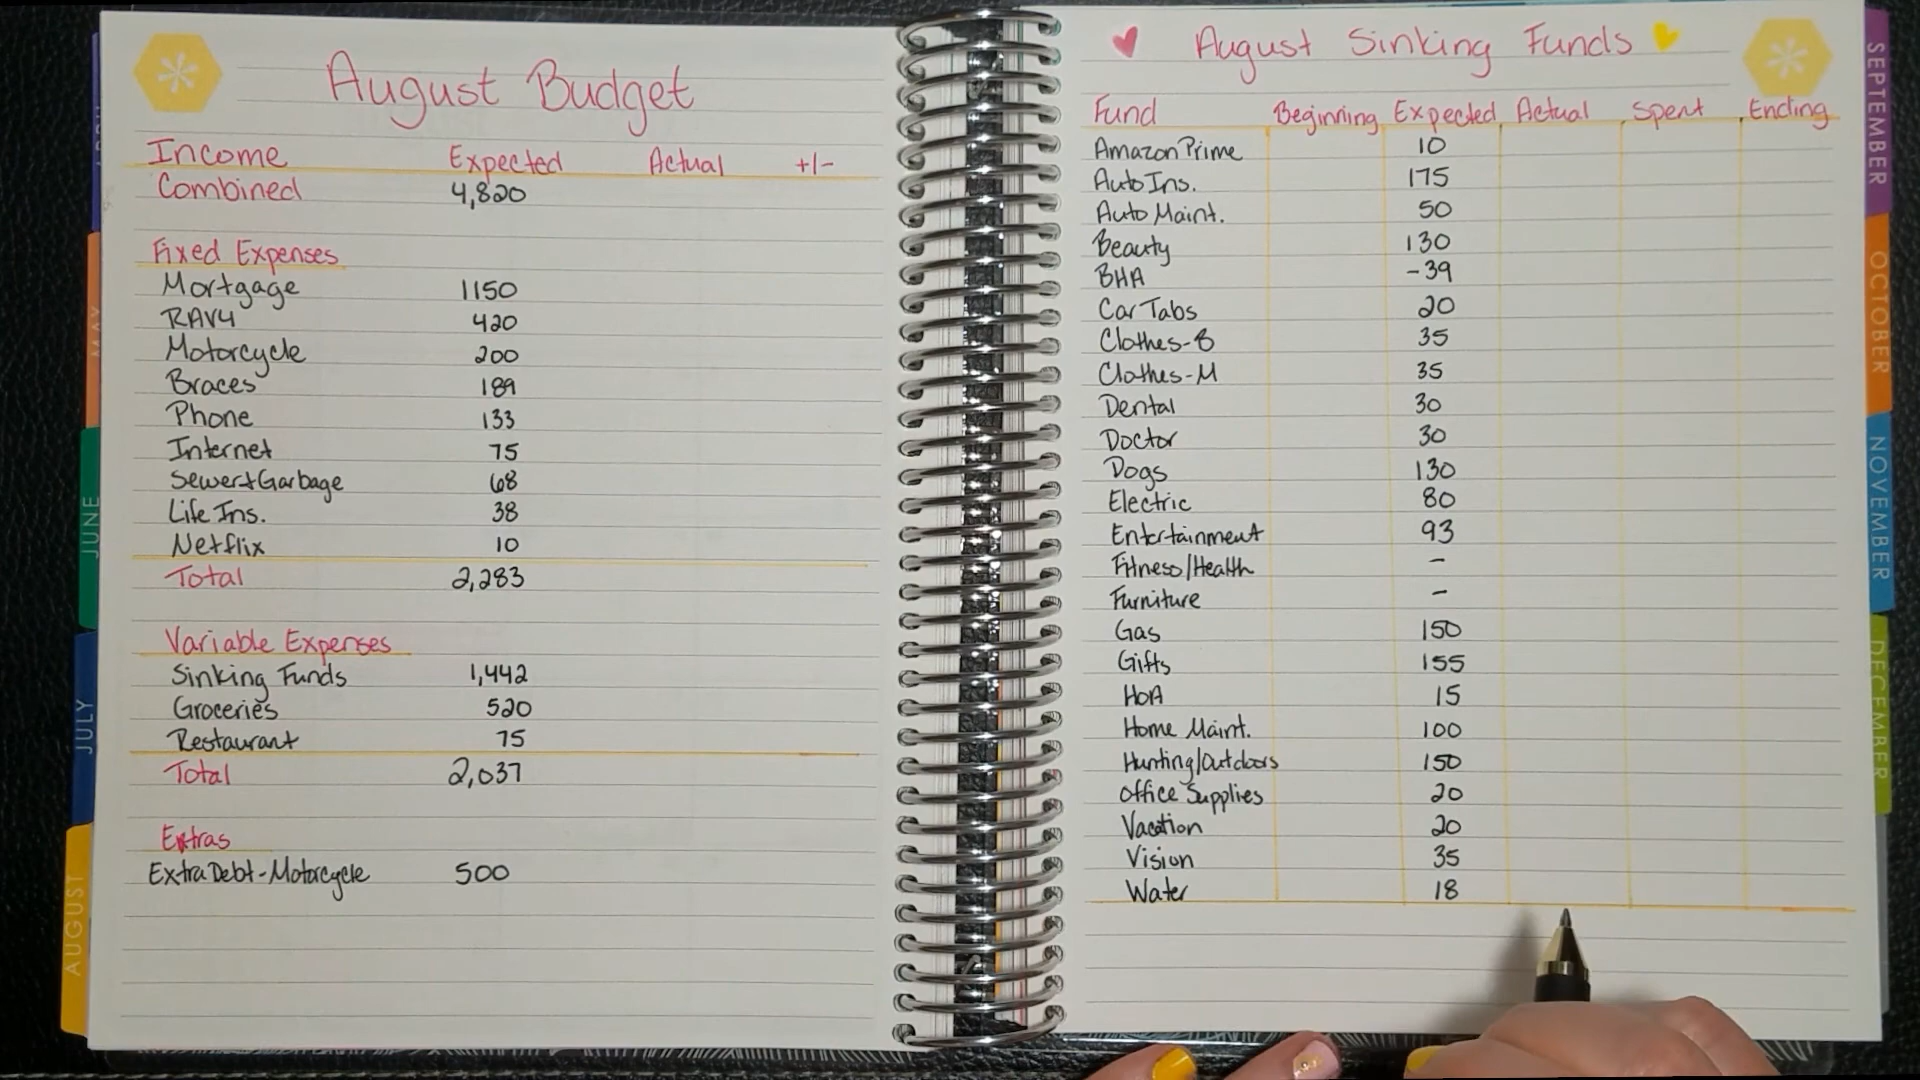 August Budget
Income Expected Actual +/-
Combined 4,820
Fixed Expenses
Mortgage 1150
RAV4 420
Motorcycle 200
Braces 189
Phone 133
Internet 75
Sewer+Garbage 68
Life Ins. 38
Netflix 10
Total 2,283
Variable Expenses
Sinking Funds 1,442
Groceries 520
Restaurant 75
Total 2,037
Extras
Extra Debt-Motorcycle 500
August Sinking Funds
Fund Beginning Expected Actual Spent Ending
Amazon Prime 10
Auto Ins. 175
Auto Maint. 50
Beauty 130
BHA -39
Car Tabs 20
Clothes-B 35
Clothes-M 35
Dental 30
Doctor 30
Dogs 130
Electric 80
Entertainment 93
Fitness/Health -
Furniture -
Gas 150
Gifts 155
HOA 15
Home Maint. 100
Hunting/Outdoors 150
Office Supplies 20
Vacation 20
Vision 35
Water 18
MAY
JUNE
JULY
AUGUST
SEPTEMBER
OCTOBER
NOVEMBER
DECEMBER